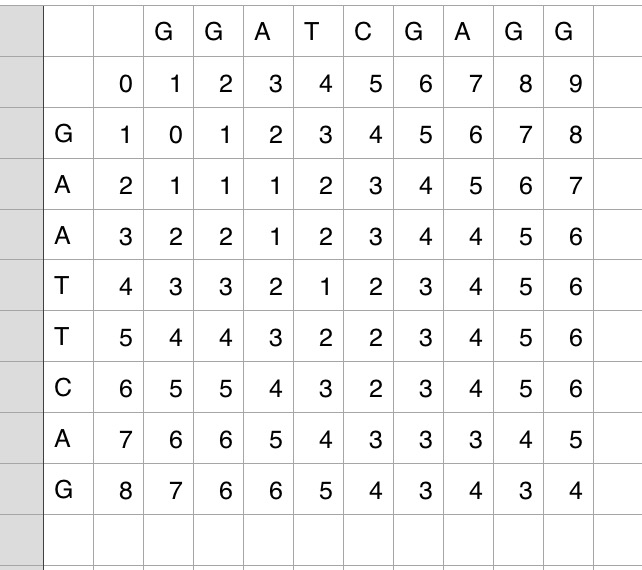 G G A T C G A G G
0 1 2 3 4 5 6 7 8 9
G 1 0 1 2 3 4 5 6 7 8
A 2 1 1 1 2 3 4 5 6 7
A 3 2 2 1 2 3 4 4 5 6
T 4 3 3 2 1 2 3 4 5 6
T 5 4 4 3 2 2 3 4 5 6
C 6 5 5 4 3 2 3 4 5 6
A 7 6 6 5 4 3 3 3 4 5
G 8 7 6 6 5 4 3 4 3 4